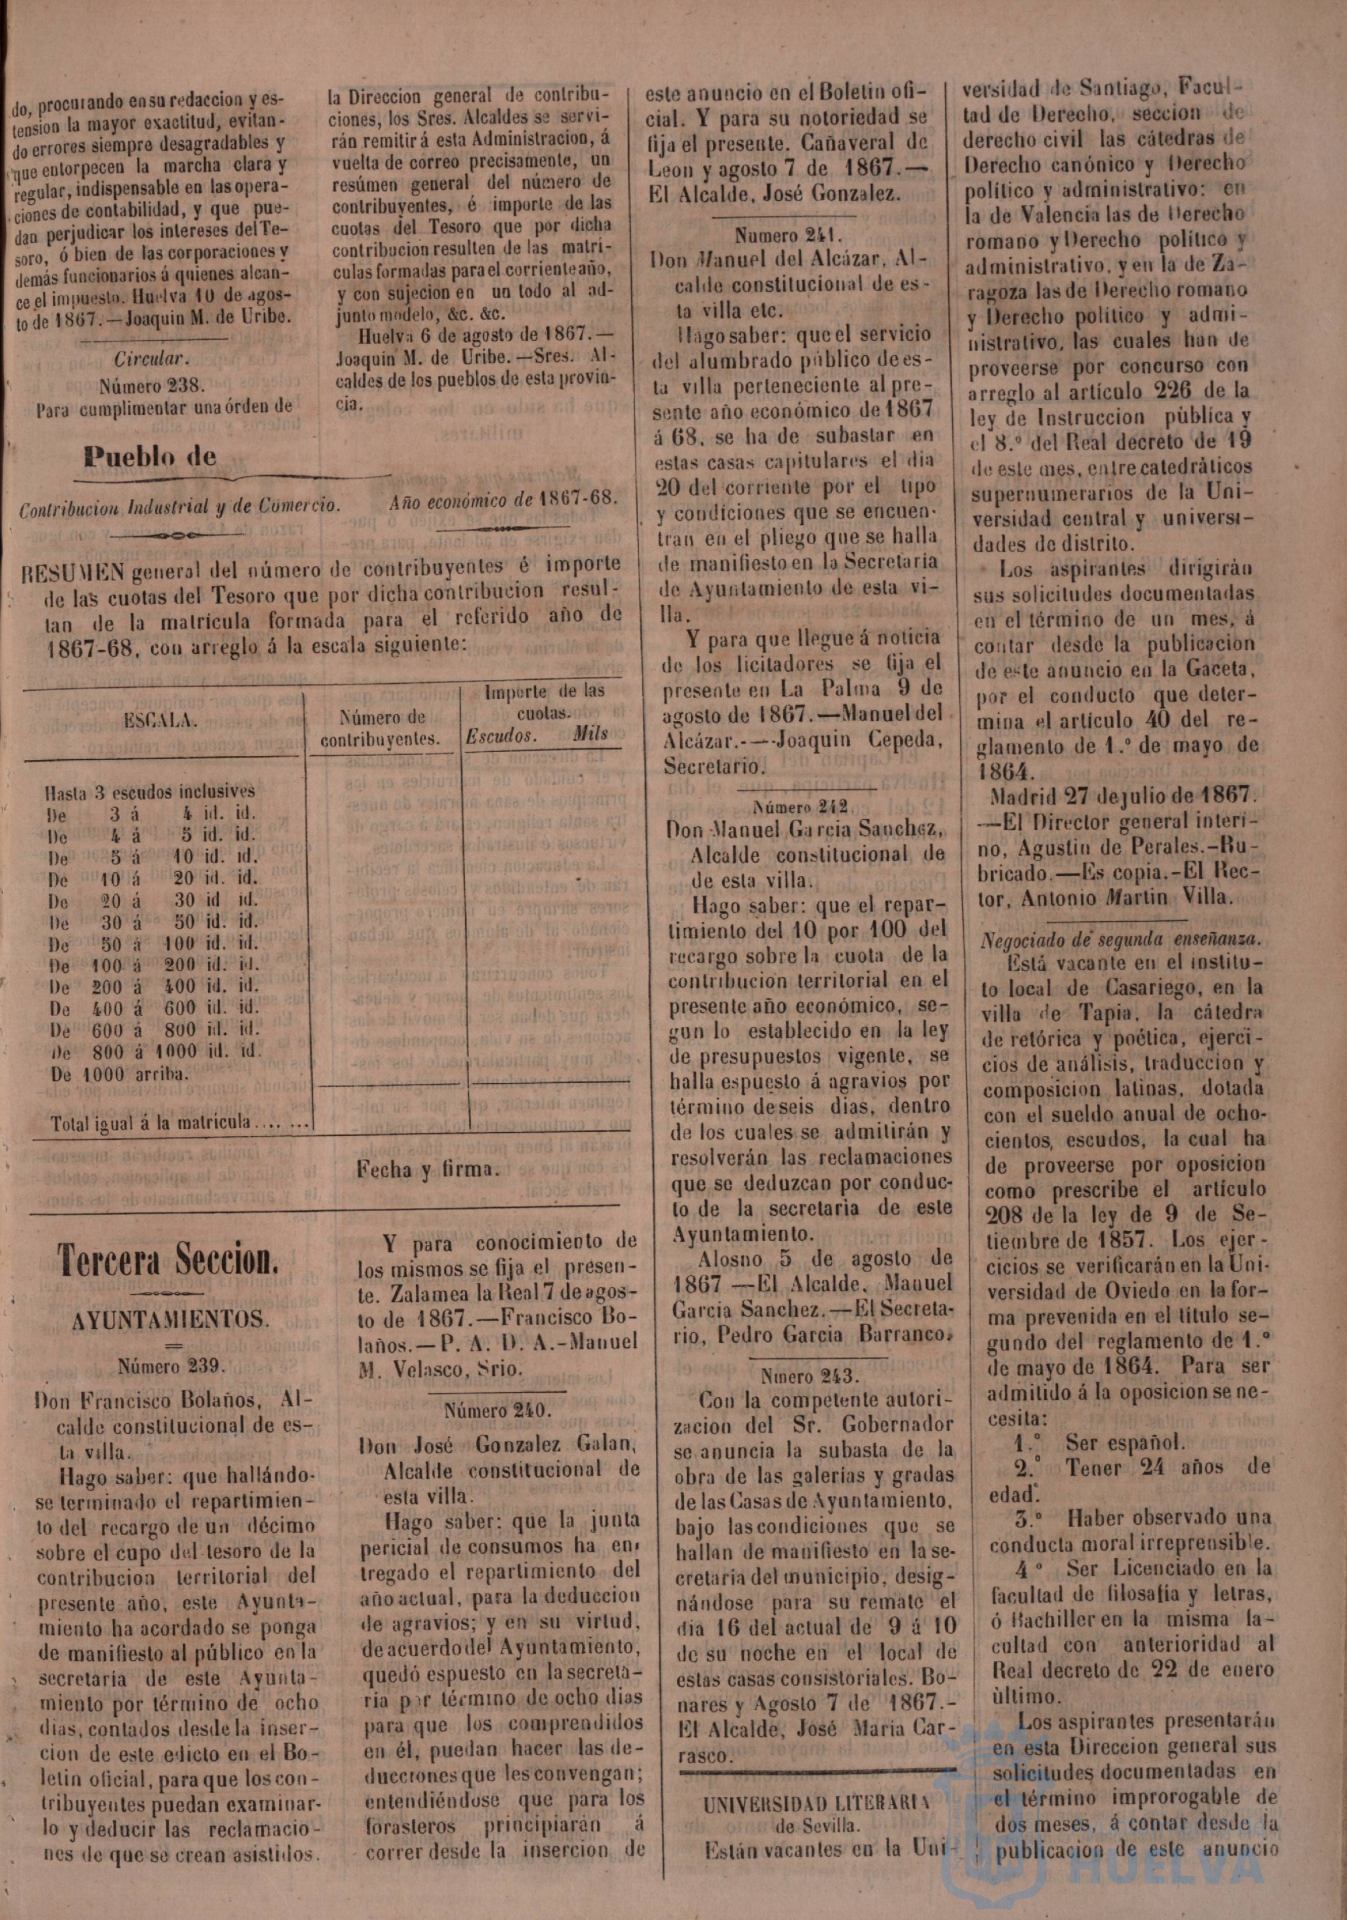 do, procurando en su redaccion y es-
tension la mayor exactitud, evitan-
do errores siempre desagradables y
que entorpecen la marcha clara y
regular, indispensable en las opera-
ciones de contabilidad, y que pue-
dan perjudicar los intereses del Te-
soro, ó bien de las corporaciones y
demás funcionarios á quienes alcan-
ce el impuesto. Huelva 10 de agos-
to de 1867.—Joaquin M. de Uribe.
Circular.
Número 238.
Para cumplimentar una órden de
la Direccion general de contribu-
ciones, los Sres. Alcaldes se servi-
rán remitir á esta Administracion, á
vuelta de correo precisamente, un
resúmen general del número de
contribuyentes, é importe de las
cuotas del Tesoro que por dicha
contribucion resulten de las matrí-
culas formadas para el corriente año,
y con sujecion en un todo al ad-
junto modelo, &c. &c.
Huelva 6 de agosto de 1867.—
Joaquin M. de Uribe.—Sres. Al-
caldes de los pueblos de esta provin-
cia.
Pueblo de
Contribucion Industrial y de Comercio. Año económico de 1867-68.
RESUMEN general del número de contribuyentes é importe
de las cuotas del Tesoro que por dicha contribucion resul-
tan de la matrícula formada para el referido año de
1867-68, con arreglo á la escala siguiente:
ESCALA. Número de contribuyentes. Importe de las cuotas. Escudos. Mils
Hasta 3 escudos inclusives
De 3 á 4 id. id.
De 4 á 5 id. id.
De 5 á 10 id. id.
De 10 á 20 id. id.
De 20 á 30 id id.
De 30 á 50 id. id.
De 50 á 100 id. id.
De 100 á 200 id. id.
De 200 á 400 id. id.
De 400 á 600 id. id.
De 600 á 800 id. id.
De 800 á 1000 id. id.
De 1000 arriba.
Total igual á la matricula.... ...
Fecha y firma.
Tercera Seccion.
AYUNTAMIENTOS.
Número 239.
Don Francisco Bolaños, Al-
calde constitucional de es-
ta villa.
Hago saber: que hallándo-
se terminado el repartimien-
to del recargo de un décimo
sobre el cupo del tesoro de la
contribucion territorial del
presente año, este Ayunta-
miento ha acordado se ponga
de manifiesto al público en la
secretaria de este Ayunta-
miento por término de ocho
dias, contados desde la inser-
cion de este edicto en el Bo-
letin oficial, para que los con-
tribuyentes puedan examinar-
lo y deducir las reclamacio-
nes de que se crean asistidos.
Y para conocimiento de
los mismos se fija el presen-
te. Zalamea la Real 7 de agos-
to de 1867.—Francisco Bo-
laños.—P. A. D. A.-Manuel
M. Velasco, Srio.
Número 240.
Don José Gonzalez Galan,
Alcalde constitucional de
esta villa.
Hago saber: que la junta
pericial de consumos ha en-
tregado el repartimiento del
año actual, para la deduccion
de agravios; y en su virtud,
de acuerdo del Ayuntamiento,
quedó espuesto en la secreta-
ria por término de ocho dias
para que los comprendidos
en él, puedan hacer las de-
ducciones que les convengan;
entendiéndose que para los
forasteros principiarán á
correr desde la insercion de
este anuncio en el Boletin ofi-
cial. Y para su notoriedad se
fija el presente. Cañaveral de
Leon y agosto 7 de 1867.—
El Alcalde, José Gonzalez.
Número 241.
Don Manuel del Alcázar, Al-
calde constitucional de es-
ta villa etc.
Hago saber: que el servicio
del alumbrado público de es-
ta villa perteneciente al pre-
sente año económico de 1867
á 68, se ha de subastar en
estas casas capitulares el dia
20 del corriente por el tipo
y condiciones que se encuen-
tran en el pliego que se halla
de manifiesto en la Secretaria
de Ayuntamiento de esta vi-
lla.
Y para que llegue á noticia
de los licitadores se fija el
presente en La Palma 9 de
agosto de 1867.—Manuel del
Alcázar.-—-Joaquin Cepeda,
Secretario.
Número 242.
Don Manuel Garcia Sanchez,
Alcalde constitucional de
de esta villa.
Hago saber: que el repar-
timiento del 10 por 100 del
recargo sobre la cuota de la
contribucion territorial en el
presente año económico, se-
gun lo establecido en la ley
de presupuestos vigente, se
halla espuesto á agravios por
término de seis dias, dentro
de los cuales se admitirán y
resolverán las reclamaciones
que se deduzcan por conduc-
to de la secretaria de este
Ayuntamiento.
Alosno 5 de agosto de
1867 —El Alcalde, Manuel
Garcia Sanchez.—El Secreta-
rio, Pedro Garcia Barranco.
Número 243.
Con la competente autori-
zacion del Sr. Gobernador
se anuncia la subasta de la
obra de las galerías y gradas
de las Casas de Ayuntamiento,
bajo las condiciones que se
hallan de manifiesto en la se-
cretaría del municipio, desig-
nándose para su remate el
dia 16 del actual de 9 á 10
de su noche en el local de
estas casas consistoriales. Bo-
nares y Agosto 7 de 1867.-
El Alcalde, José Maria Car-
rasco.
UNIVERSIDAD LITERARIA
de Sevilla.
Están vacantes en la Uni-
versidad de Santiago, Facul-
tad de Derecho, seccion de
derecho civil las cátedras de
Derecho canónico y Derecho
político y administrativo: en
la de Valencia las de Derecho
romano y Derecho político y
administrativo, y en la de Za-
ragoza las de Derecho romano
y Derecho político y admi-
nistrativo, las cuales han de
proveerse por concurso con
arreglo al artículo 226 de la
ley de Instruccion pública y
el 8.º del Real decreto de 19
de este mes, entre catedráticos
supernumerarios de la Uni-
versidad central y universi-
dades de distrito.
Los aspirantes dirigirán
sus solicitudes documentadas
en el término de un mes, á
contar desde la publicacion
de este anuncio en la Gaceta,
por el conducto que deter-
mina el artículo 40 del re-
glamento de 1.º de mayo de
1864.
Madrid 27 de julio de 1867.
—El Director general interi-
no, Agustin de Perales.-Ru-
bricado.—Es copia.-El Rec-
tor, Antonio Martin Villa.
Negociado de segunda enseñanza.
Está vacante en el institu-
to local de Casariego, en la
villa de Tapia, la cátedra
de retórica y poética, ejerci-
cios de análisis, traduccion y
composicion latinas, dotada
con el sueldo anual de ocho-
cientos, escudos, la cual ha
de proveerse por oposicion
como prescribe el artículo
208 de la ley de 9 de Se-
tiembre de 1857. Los ejer-
cicios se verificarán en la Uni-
versidad de Oviedo en la for-
ma prevenida en el título se-
gundo del reglamento de 1.º
de mayo de 1864. Para ser
admitido á la oposicion se ne-
cesita:
1.º Ser español.
2.º Tener 24 años de
edad.
3.º Haber observado una
conducta moral irreprensible.
4º Ser Licenciado en la
facultad de filosafía y letras,
ó Bachiller en la misma fa-
cultad con anterioridad al
Real decreto de 22 de enero
último.
Los aspirantes presentarán
en esta Direccion general sus
solicitudes documentadas en
el término improrogable de
dos meses, á contar desde la
publicacion de este anuncio
HUELVA